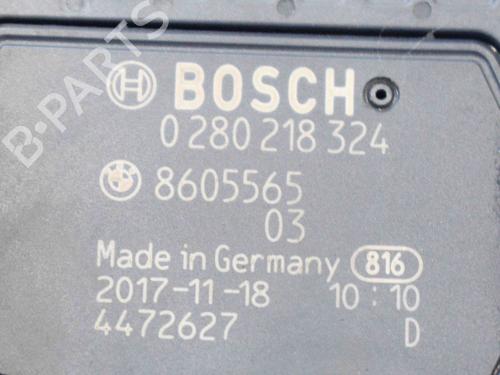 B-PARTS
BOSCH
0 280 218 324
8605565
03
Made in Germany 816
2017-11-18 10:10
4472627 D